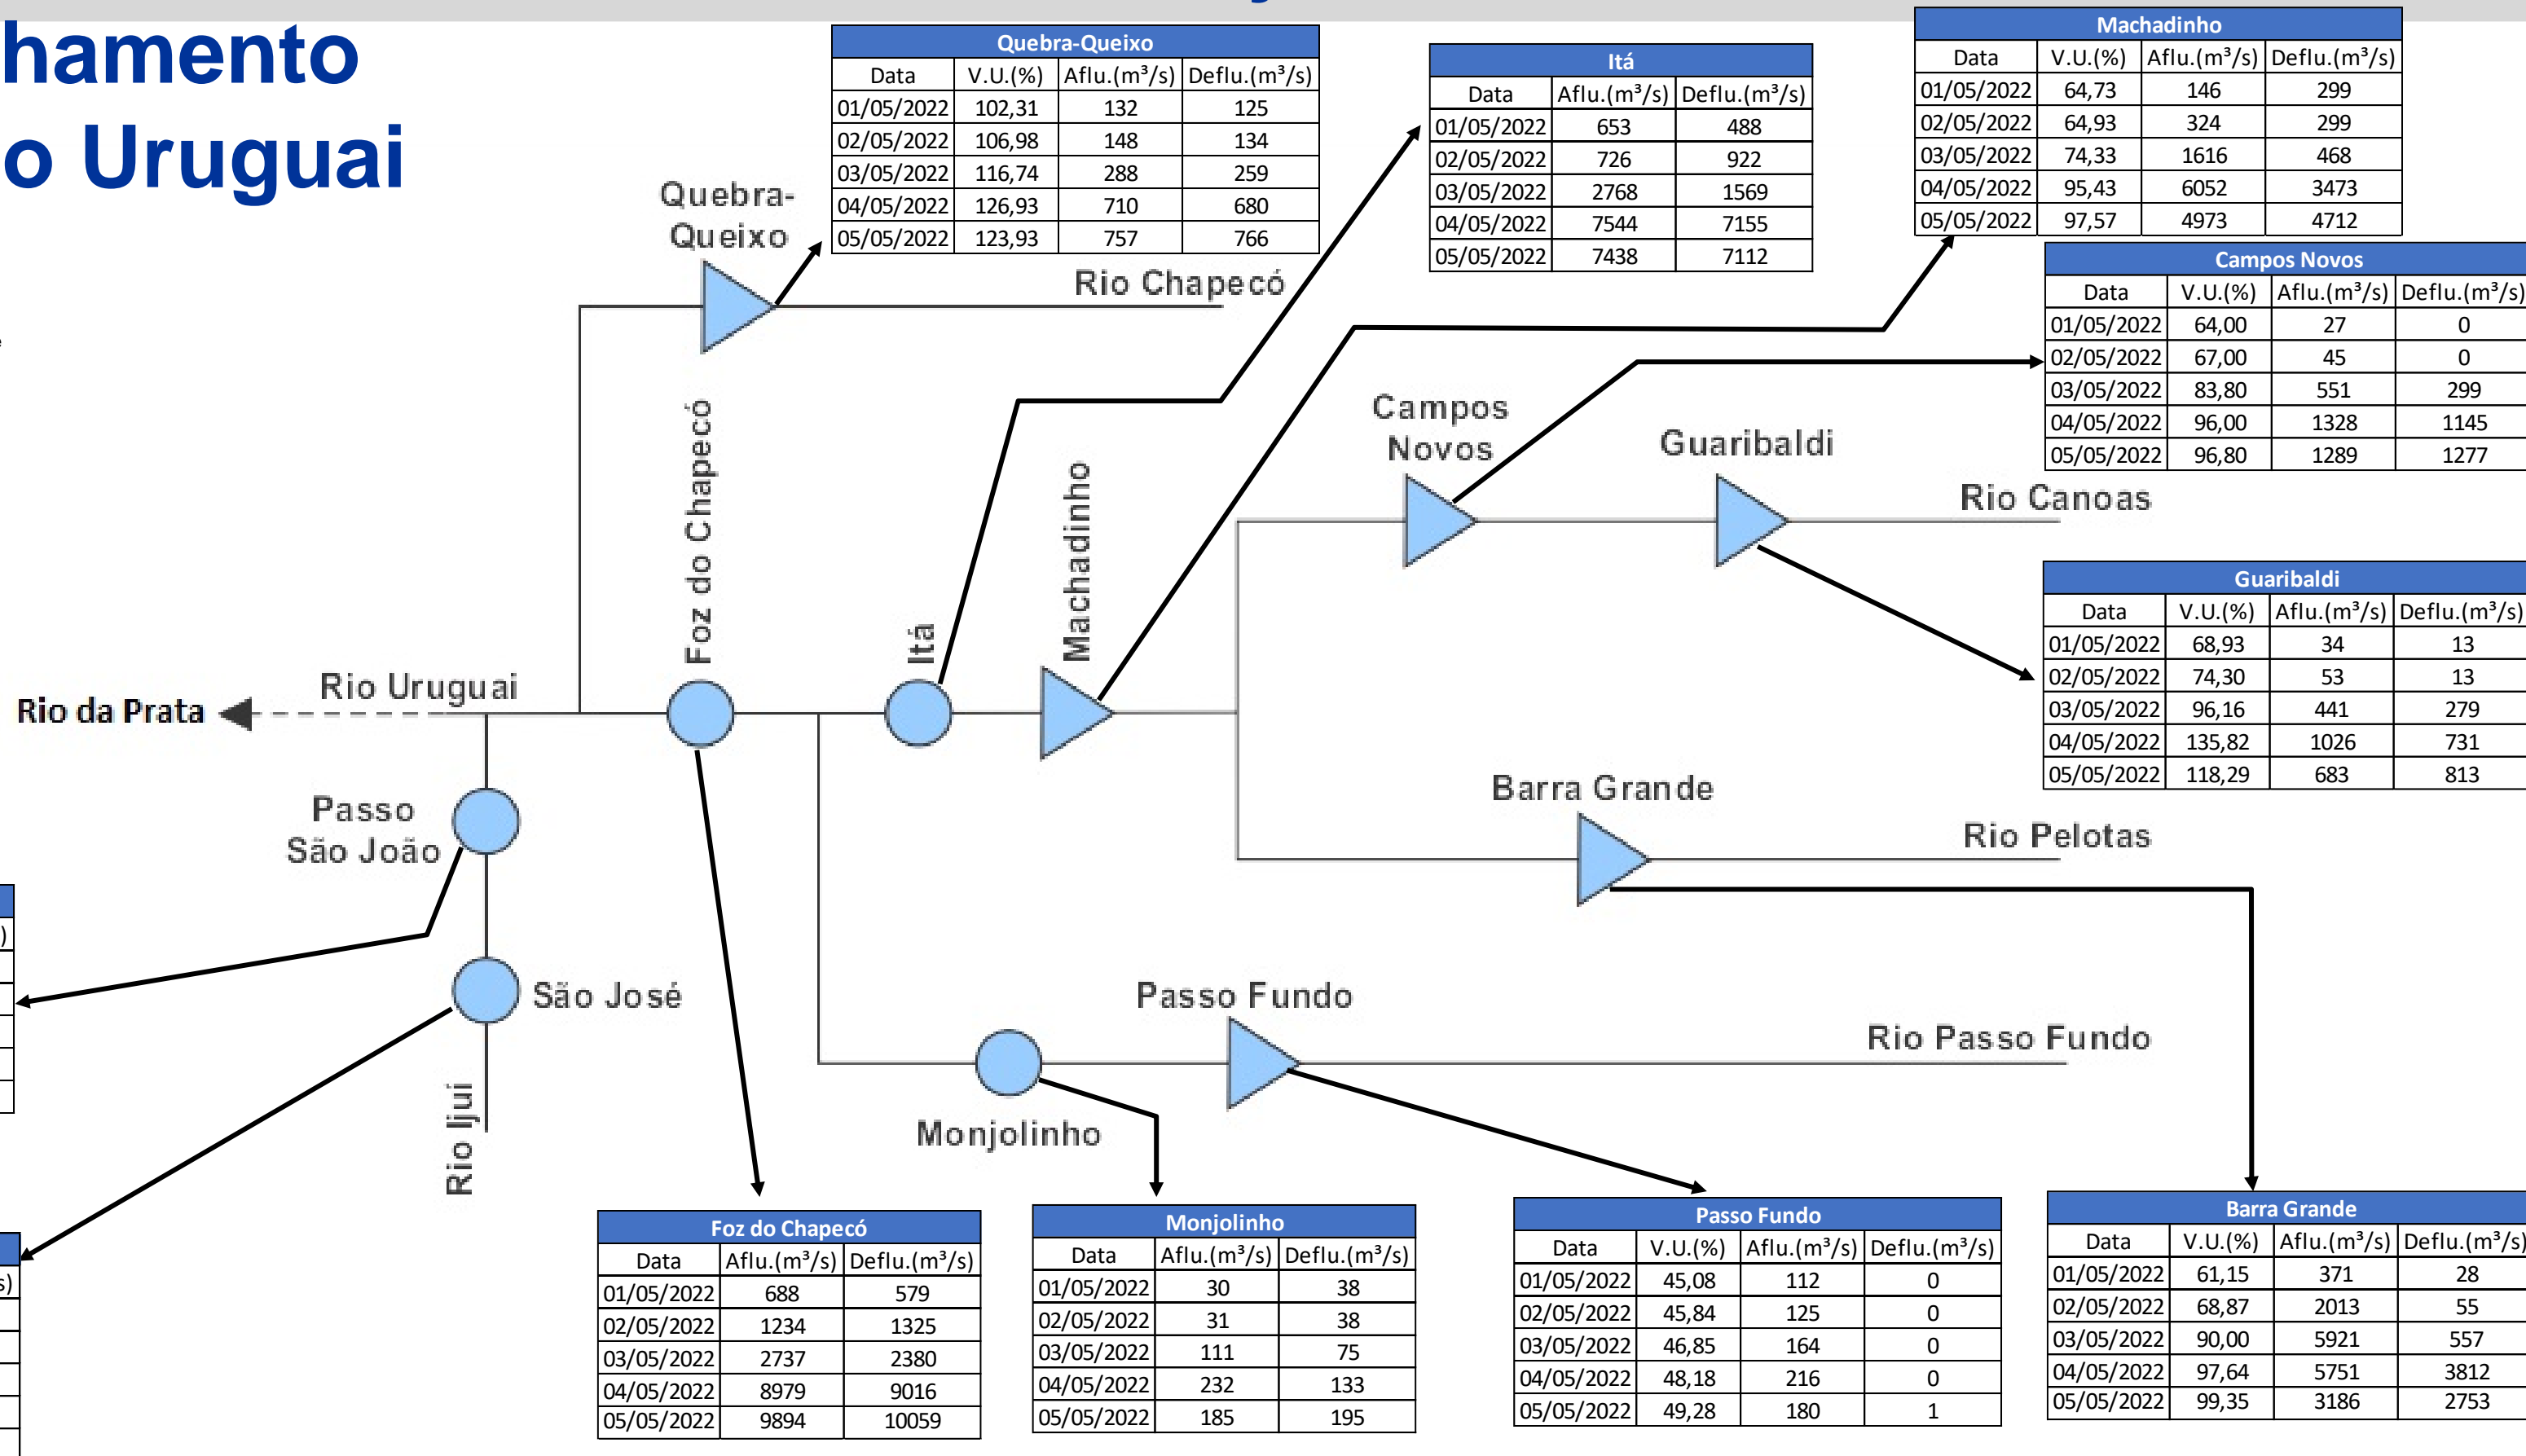 hamento
o Uruguai
Quebra-Queixo
Data V.U.(%) Aflu.(m³/s) Deflu.(m³/s)
01/05/2022 102,31 132 125
02/05/2022 106,98 148 134
03/05/2022 116,74 288 259
04/05/2022 126,93 710 680
05/05/2022 123,93 757 766
Itá
Data Aflu.(m³/s) Deflu.(m³/s)
01/05/2022 653 488
02/05/2022 726 922
03/05/2022 2768 1569
04/05/2022 7544 7155
05/05/2022 7438 7112
Machadinho
Data V.U.(%) Aflu.(m³/s) Deflu.(m³/s)
01/05/2022 64,73 146 299
02/05/2022 64,93 324 299
03/05/2022 74,33 1616 468
04/05/2022 95,43 6052 3473
05/05/2022 97,57 4973 4712
Campos Novos
Data V.U.(%) Aflu.(m³/s) Deflu.(m³/s)
01/05/2022 64,00 27 0
02/05/2022 67,00 45 0
03/05/2022 83,80 551 299
04/05/2022 96,00 1328 1145
05/05/2022 96,80 1289 1277
Quebra-
Queixo
Rio Chapecó
Foz do Chapecó
Itá
Machadinho
Campos
Novos
Guaribaldi
Rio Canoas
Guaribaldi
Data V.U.(%) Aflu.(m³/s) Deflu.(m³/s)
01/05/2022 68,93 34 13
02/05/2022 74,30 53 13
03/05/2022 96,16 441 279
04/05/2022 135,82 1026 731
05/05/2022 118,29 683 813
Rio da Prata
Rio Uruguai
Passo
São João
São José
Rio Ijuí
Barra Grande
Rio Pelotas
Passo Fundo
Rio Passo Fundo
Monjolinho
)
s)
Foz do Chapecó
Data Aflu.(m³/s) Deflu.(m³/s)
01/05/2022 688 579
02/05/2022 1234 1325
03/05/2022 2737 2380
04/05/2022 8979 9016
05/05/2022 9894 10059
Monjolinho
Data Aflu.(m³/s) Deflu.(m³/s)
01/05/2022 30 38
02/05/2022 31 38
03/05/2022 111 75
04/05/2022 232 133
05/05/2022 185 195
Passo Fundo
Data V.U.(%) Aflu.(m³/s) Deflu.(m³/s)
01/05/2022 45,08 112 0
02/05/2022 45,84 125 0
03/05/2022 46,85 164 0
04/05/2022 48,18 216 0
05/05/2022 49,28 180 1
Barra Grande
Data V.U.(%) Aflu.(m³/s) Deflu.(m³/s)
01/05/2022 61,15 371 28
02/05/2022 68,87 2013 55
03/05/2022 90,00 5921 557
04/05/2022 97,64 5751 3812
05/05/2022 99,35 3186 2753